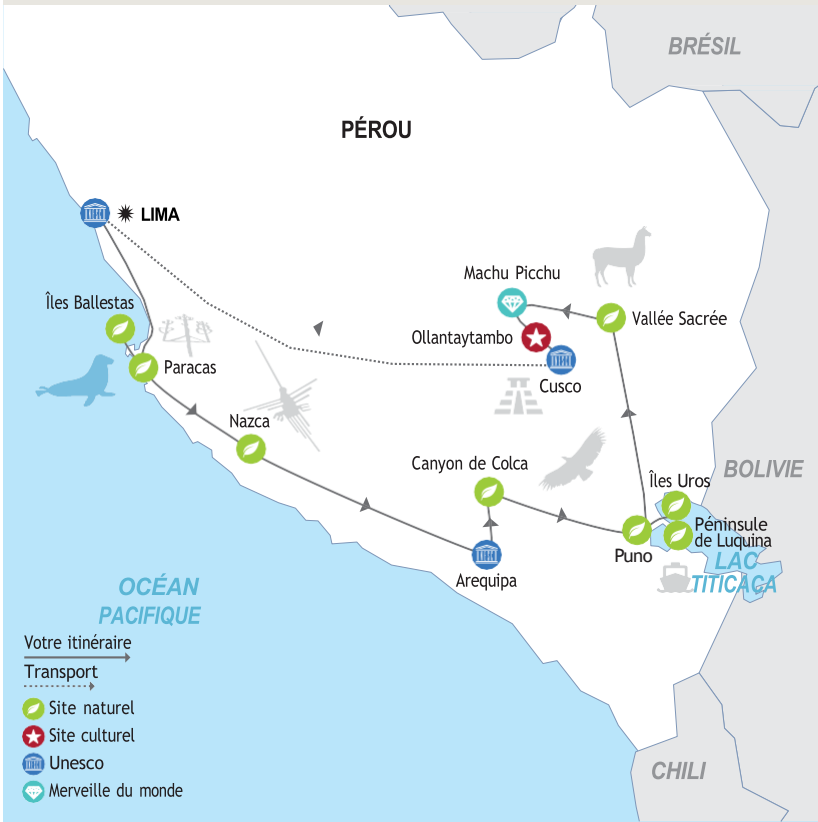 BRÉSIL
PÉROU
LIMA
Machu Picchu
Îles Ballestas
Vallée Sacrée
Ollantaytambo
Paracas
Cusco
Nazca
Canyon de Colca
BOLIVIE
Îles Uros
Péninsule
de Luquina
Puno
LAC
TITICACA
Arequipa
OCÉAN
PACIFIQUE
Votre itinéraire
Transport
Site naturel
Site culturel
Unesco
Merveille du monde
CHILI